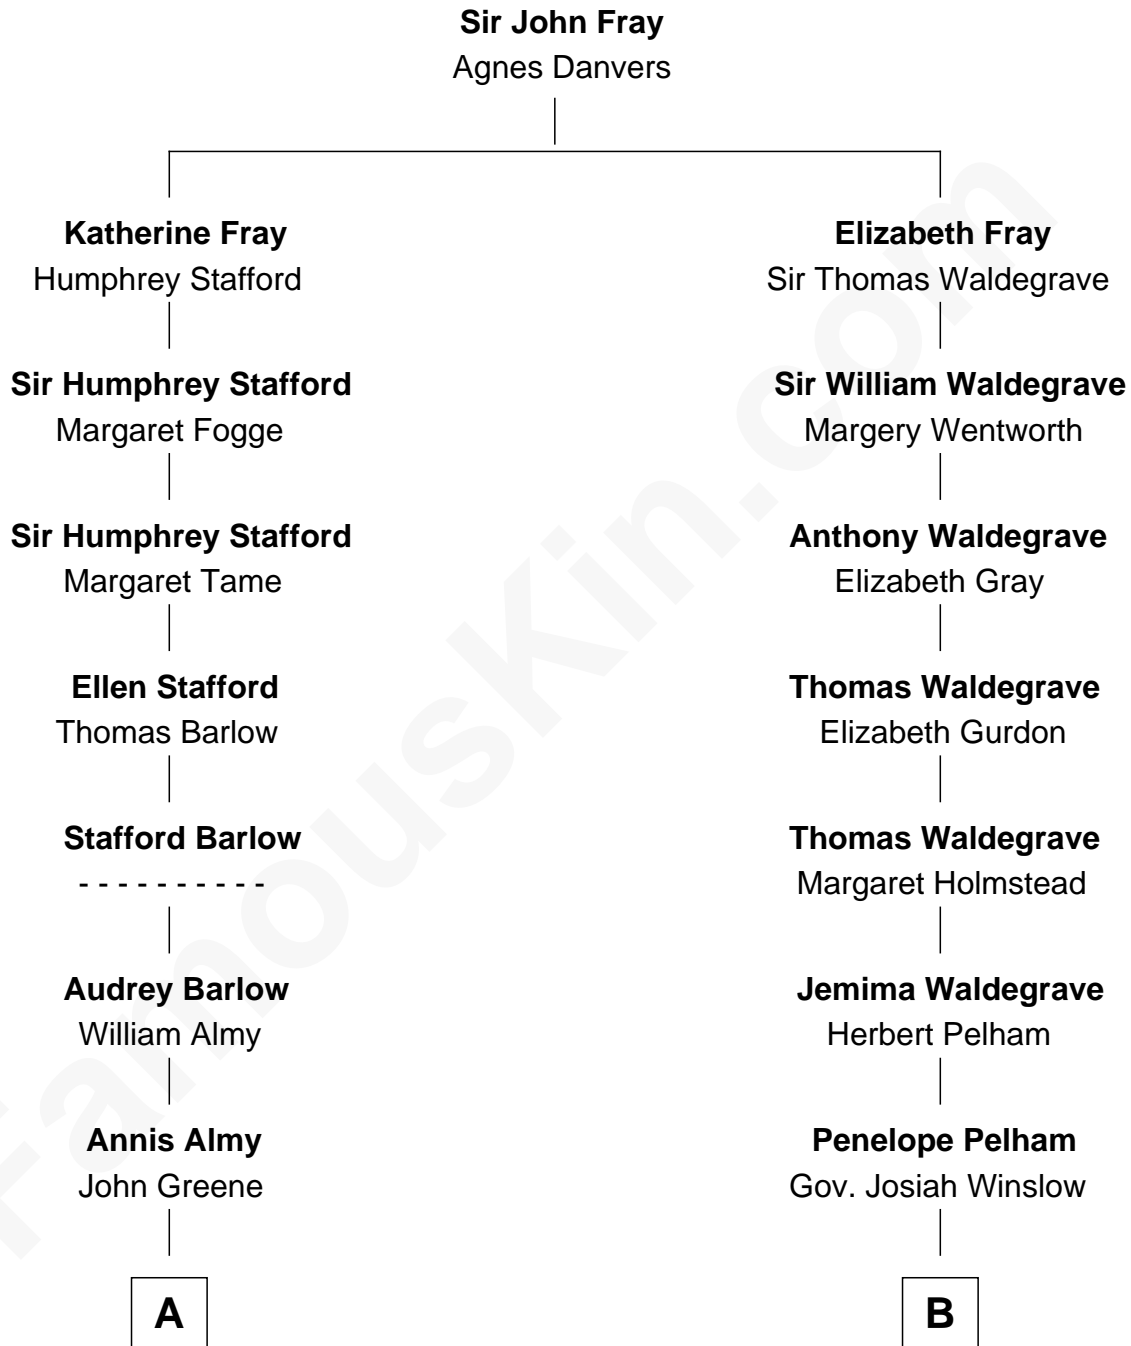 Sir John Fray
Agnes Danvers
Katherine Fray
Humphrey Stafford
Elizabeth Fray
Sir Thomas Waldegrave
Sir Humphrey Stafford
Margaret Fogge
Sir William Waldegrave
Margery Wentworth
Sir Humphrey Stafford
Margaret Tame
Anthony Waldegrave
Elizabeth Gray
Ellen Stafford
Thomas Barlow
Thomas Waldegrave
Elizabeth Gurdon
Stafford Barlow
- - - - - - - - - -
Thomas Waldegrave
Margaret Holmstead
Audrey Barlow
William Almy
Jemima Waldegrave
Herbert Pelham
Annis Almy
John Greene
Penelope Pelham
Gov. Josiah Winslow
A
B
FamousKin.com